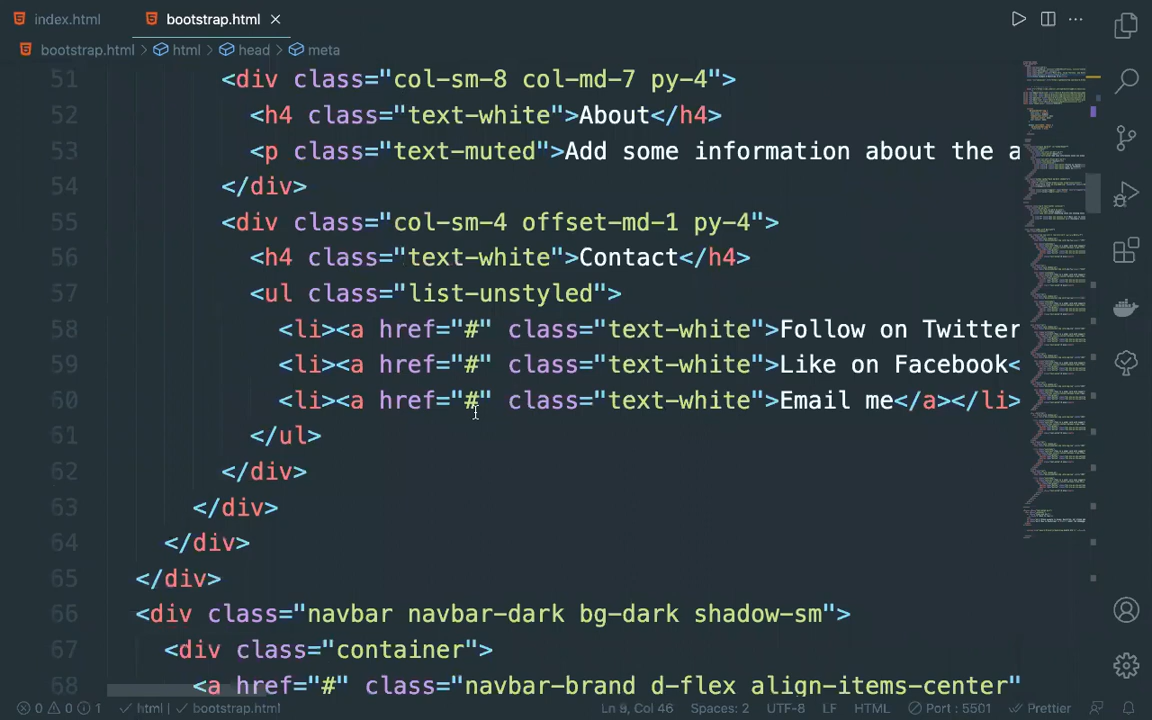 index.html
bootstrap.html
bootstrap.html > html > head > meta
51 <div class="col-sm-8 col-md-7 py-4">
52 <h4 class="text-white">About</h4>
53 <p class="text-muted">Add some information about the a
54 </div>
55 <div class="col-sm-4 offset-md-1 py-4">
56 <h4 class="text-white">Contact</h4>
57 <ul class="list-unstyled">
58 <li><a href="#" class="text-white">Follow on Twitter
59 <li><a href="#" class="text-white">Like on Facebook<
60 <li><a href="#" class="text-white">Email me</a></li>
61 </ul>
62 </div>
63 </div>
64 </div>
65 </div>
66 <div class="navbar navbar-dark bg-dark shadow-sm">
67 <div class="container">
68 <a href="#" class="navbar-brand d-flex align-items-center"
0 0 1 html bootstrap.html Ln 9, Col 46 Spaces: 2 UTF-8 LF HTML Port : 5501 Prettier